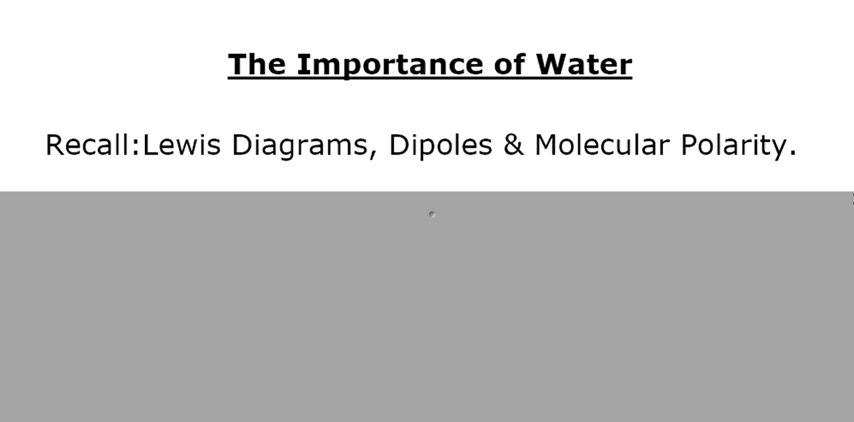 The Importance of Water
Recall:Lewis Diagrams, Dipoles & Molecular Polarity.